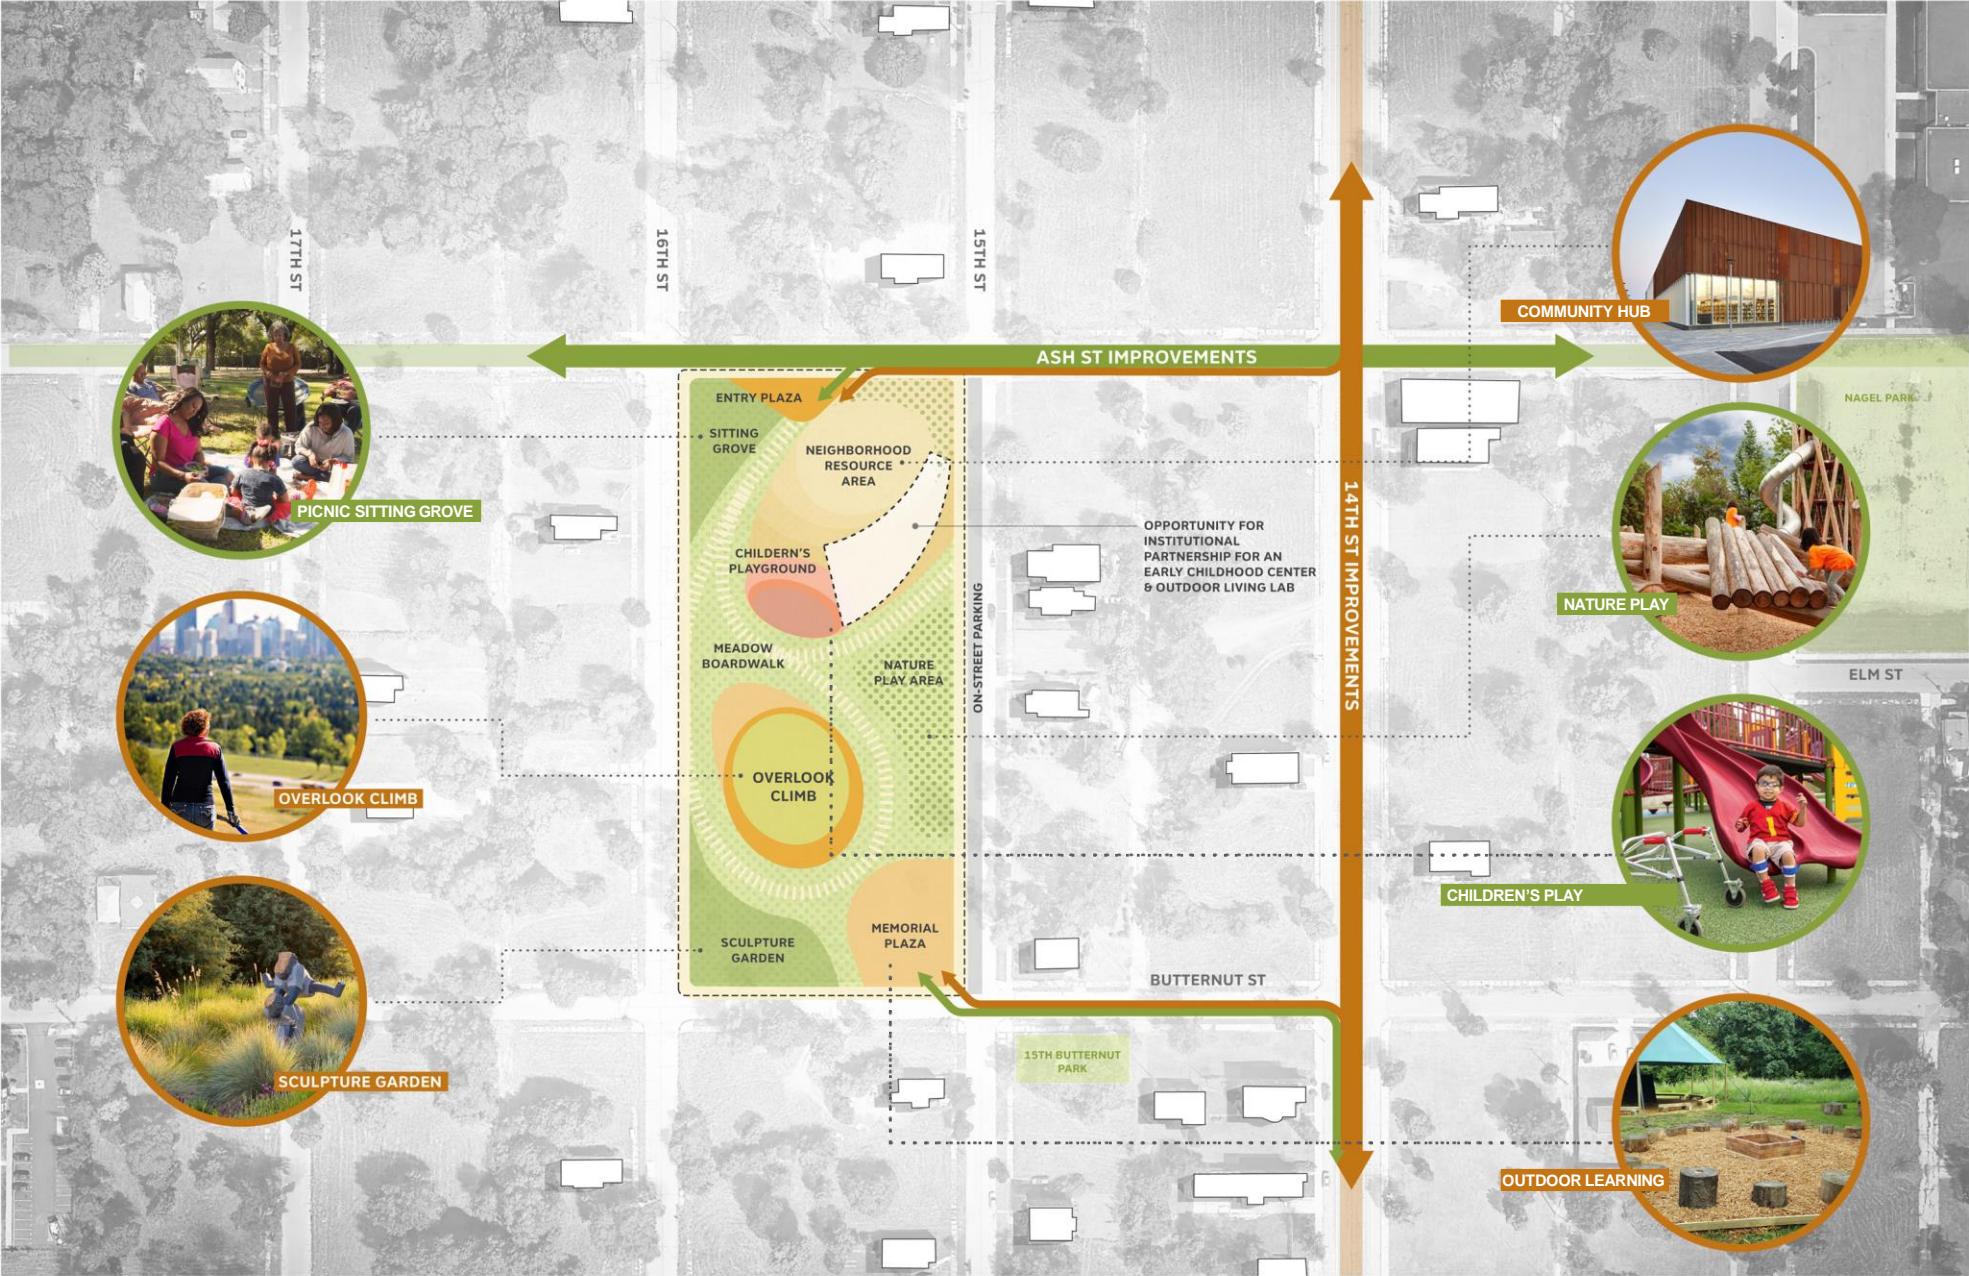 17TH ST
16TH ST
15TH ST
COMMUNITY HUB
ASH ST IMPROVEMENTS
ENTRY PLAZA
NAGEL PARK
SITTING
GROVE
NEIGHBORHOOD
RESOURCE
AREA
PICNIC SITTING GROVE
14TH ST IMPROVEMENTS
OPPORTUNITY FOR
INSTITUTIONAL
PARTNERSHIP FOR AN
EARLY CHILDHOOD CENTER
& OUTDOOR LIVING LAB
CHILDERN'S
PLAYGROUND
ON-STREET PARKING
NATURE PLAY
MEADOW
BOARDWALK
NATURE
PLAY AREA
ELM ST
OVERLOOK
CLIMB
OVERLOOK CLIMB
CHILDREN'S PLAY
MEMORIAL
PLAZA
SCULPTURE
GARDEN
BUTTERNUT ST
15TH BUTTERNUT
PARK
SCULPTURE GARDEN
OUTDOOR LEARNING